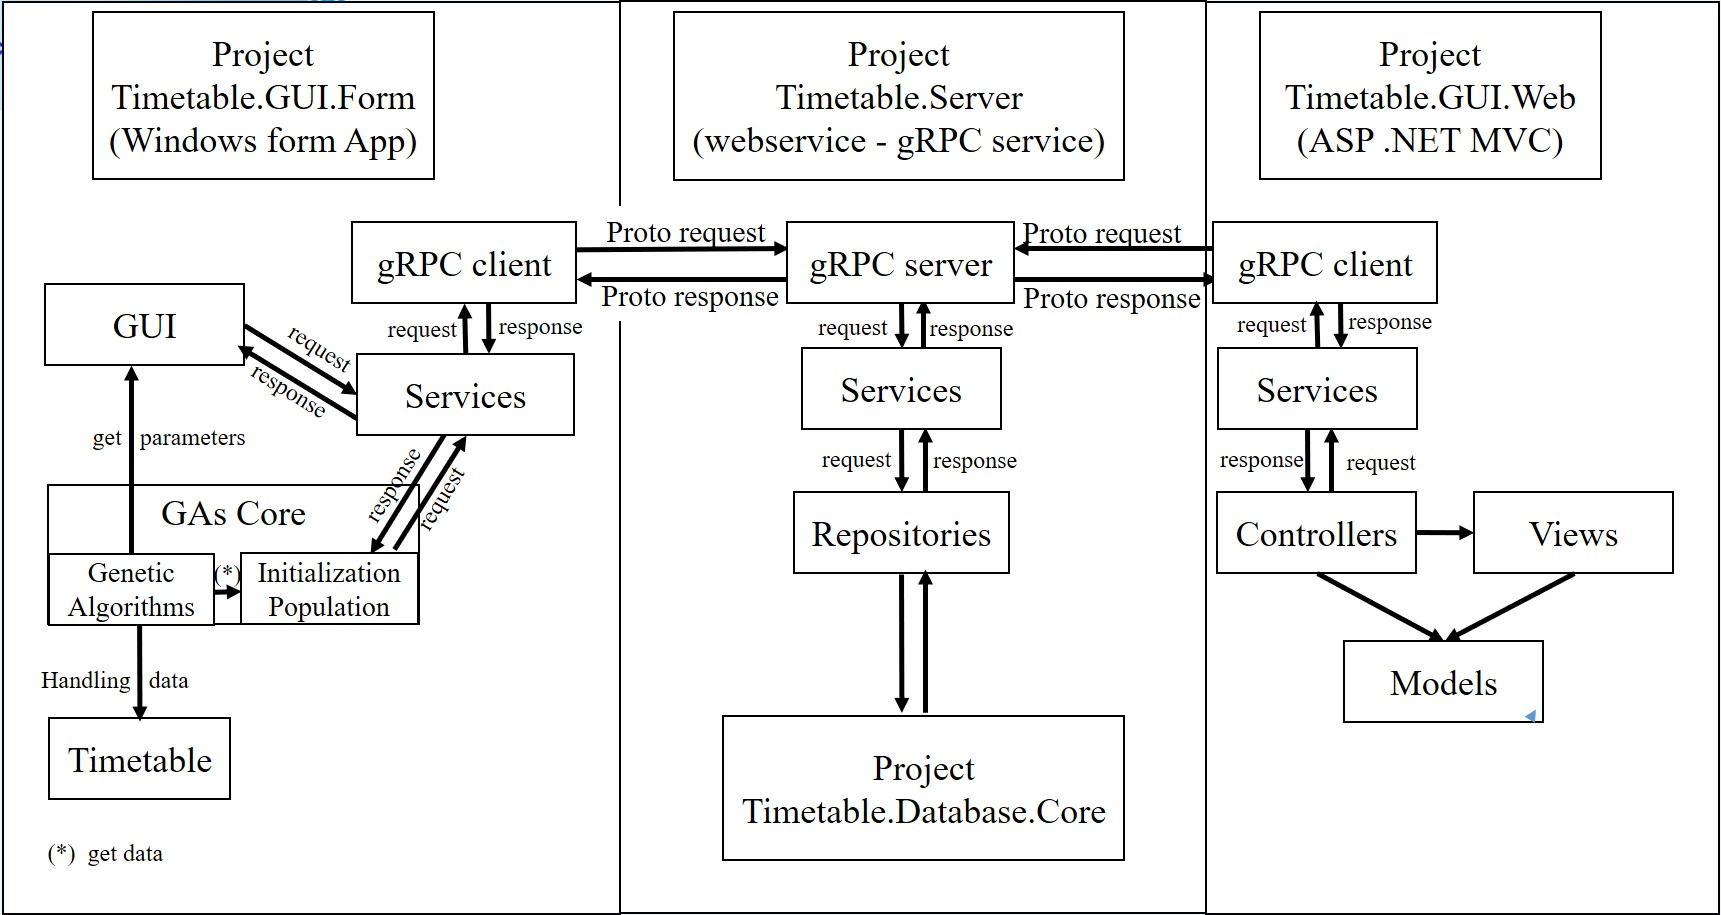 Project
Timetable.GUI.Form
(Windows form App)
Project
Timetable.Server
(webservice - gRPC service)
Project
Timetable.GUI.Web
(ASP .NET MVC)
gRPC client
Proto request
Proto response
gRPC server
Proto request
Proto response
gRPC client
GUI
request
response
request
response
Services
get parameters
response
request
GAs Core
Genetic
Algorithms
(*)
Initialization
Population
Handling data
Timetable
(*) get data
request
response
Services
request
response
Repositories
Project
Timetable.Database.Core
request
response
Services
response
request
Controllers
Views
Models